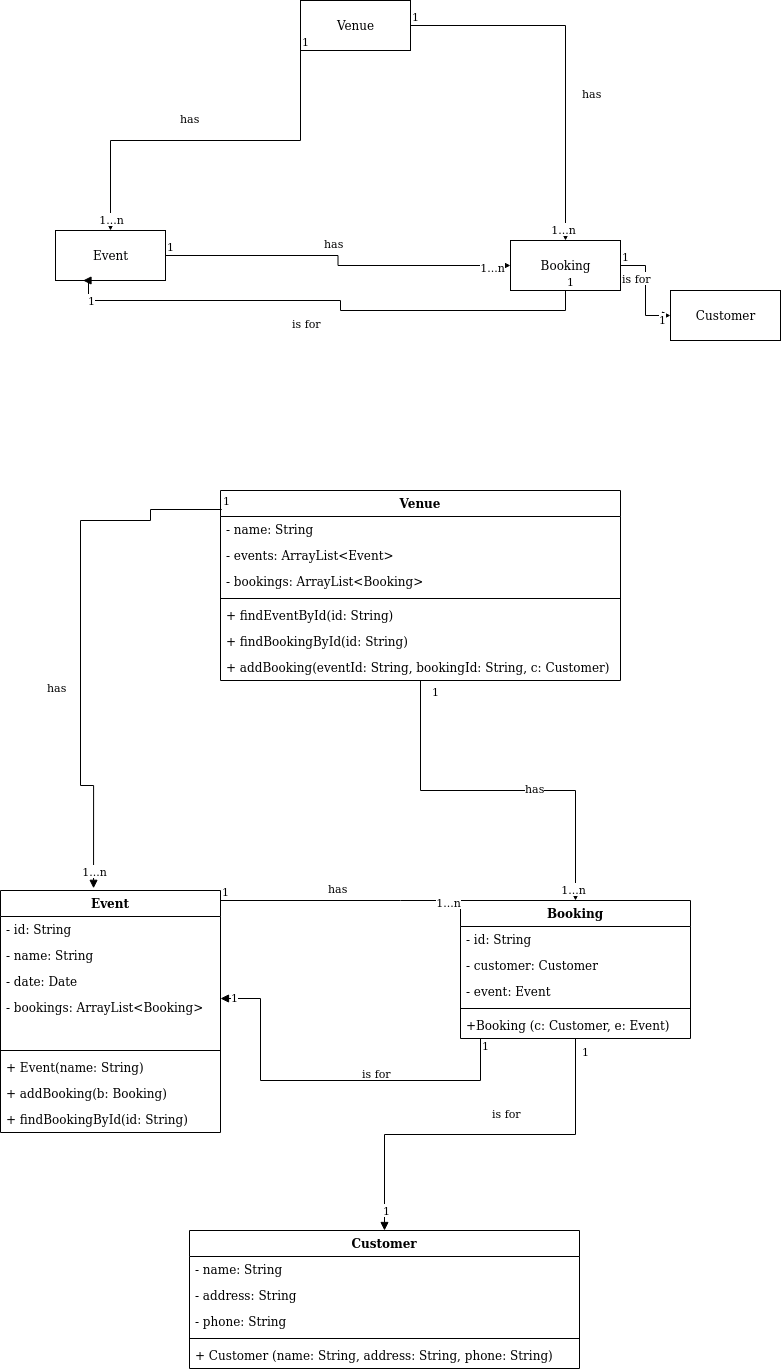 Venue
1
1
has
has
1...n
1...n
Event
1
has
1...n
Booking
1
1
is for
1
Customer
1
is for
1
Venue
- name: String
- events: ArrayList<Event>
- bookings: ArrayList<Booking>
+ findEventById(id: String)
+ findBookingById(id: String)
+ addBooking(eventId: String, bookingId: String, c: Customer)
has
1
has
1...n
1...n
Event
- id: String
- name: String
- date: Date
- bookings: ArrayList<Booking>
+ Event(name: String)
+ addBooking(b: Booking)
+ findBookingById(id: String)
1
has
1...n
Booking
- id: String
- customer: Customer
- event: Event
+Booking (c: Customer, e: Event)
1
1
1
is for
is for
1
Customer
- name: String
- address: String
- phone: String
+ Customer (name: String, address: String, phone: String)